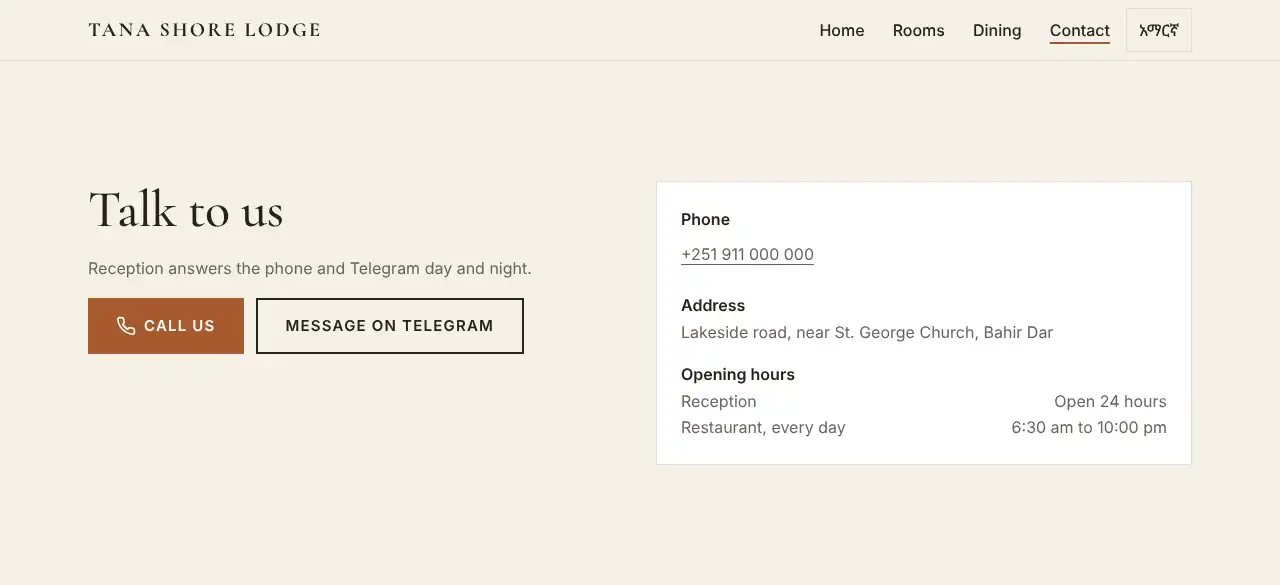 TANA SHORE LODGE
Home
Rooms
Dining
Contact
አማርኛ
Talk to us
Reception answers the phone and Telegram day and night.
CALL US
MESSAGE ON TELEGRAM
Phone
+251 911 000 000
Address
Lakeside road, near St. George Church, Bahir Dar
Opening hours
Reception Open 24 hours
Restaurant, every day 6:30 am to 10:00 pm